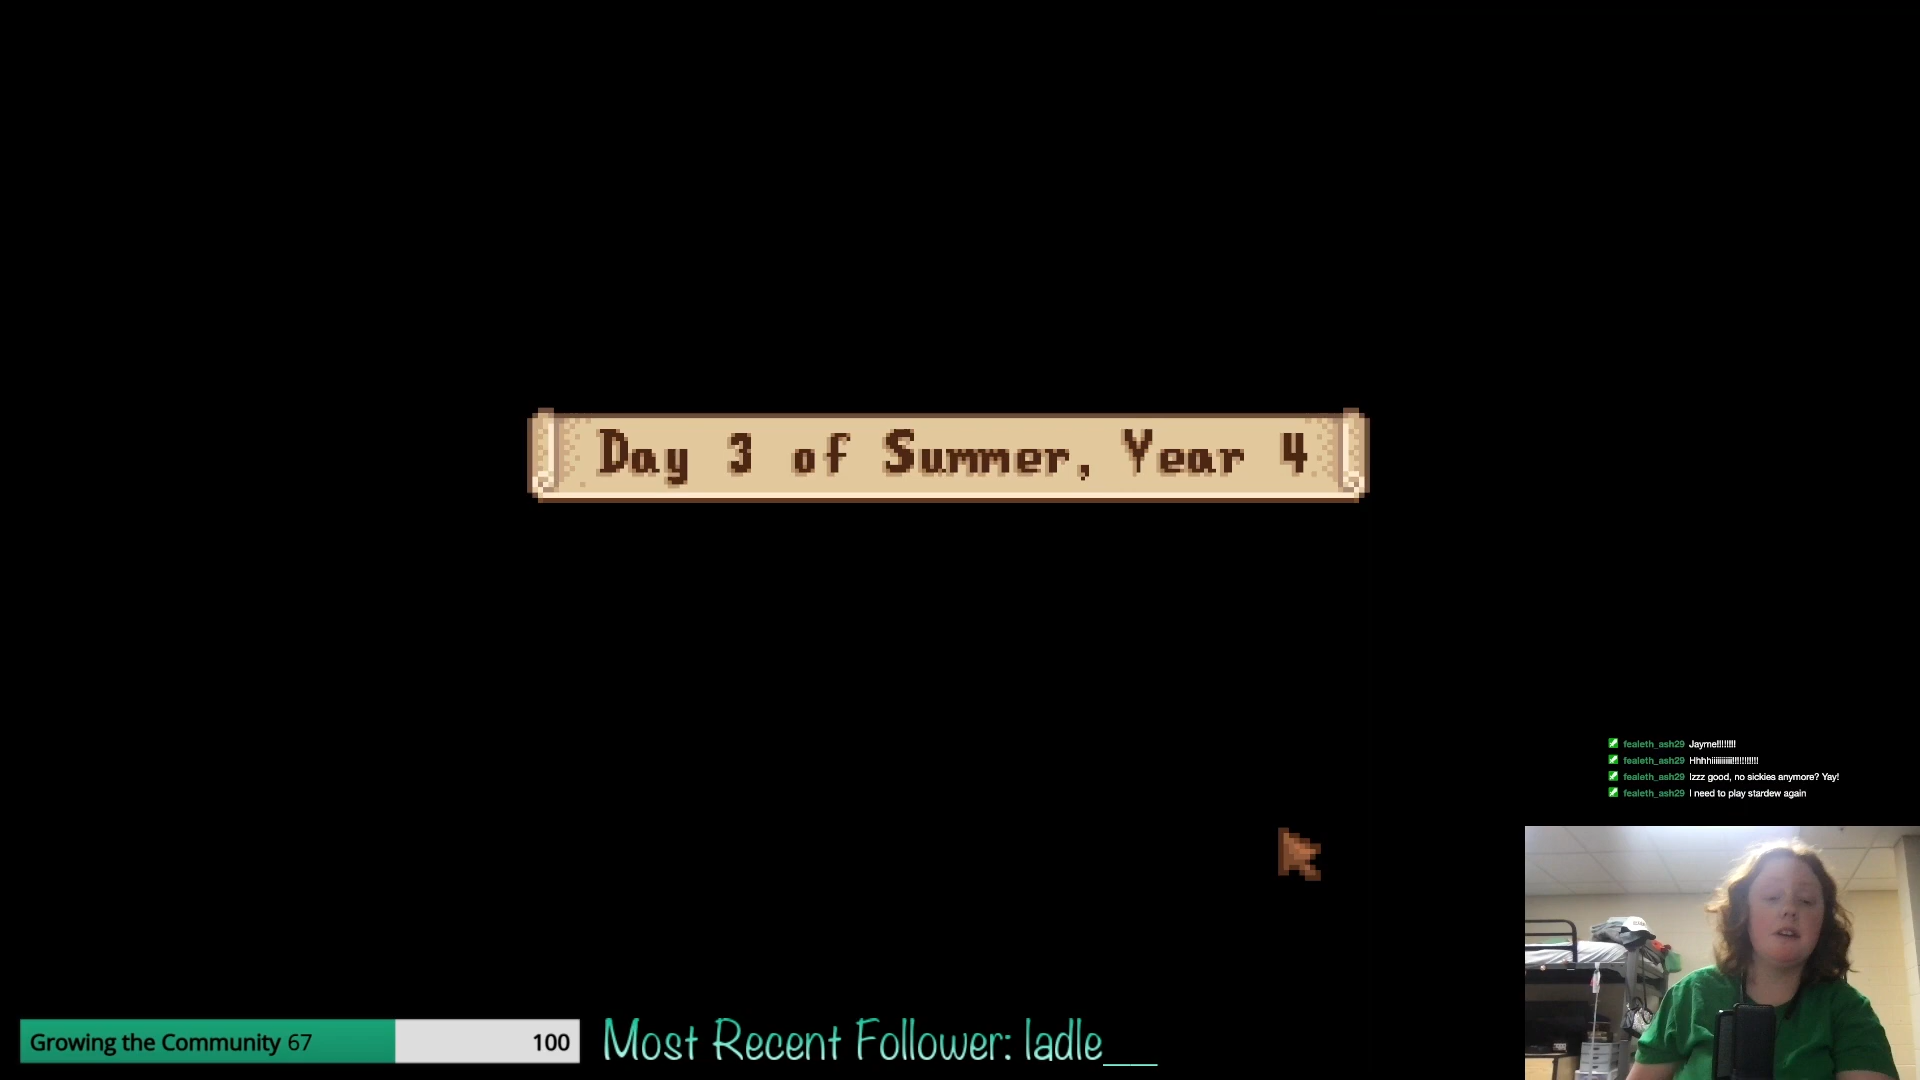 Day 3 of Summer, Year 4
fealeth_ash29 Jayme!!!!!!!!
fealeth_ash29 Hhhhiiiiiiiiiii!!!!!!!!!!!
fealeth_ash29 Izzz good, no sickies anymore? Yay!
fealeth_ash29 I need to play stardew again
Growing the Community 67 100
Most Recent Follower: ladle__